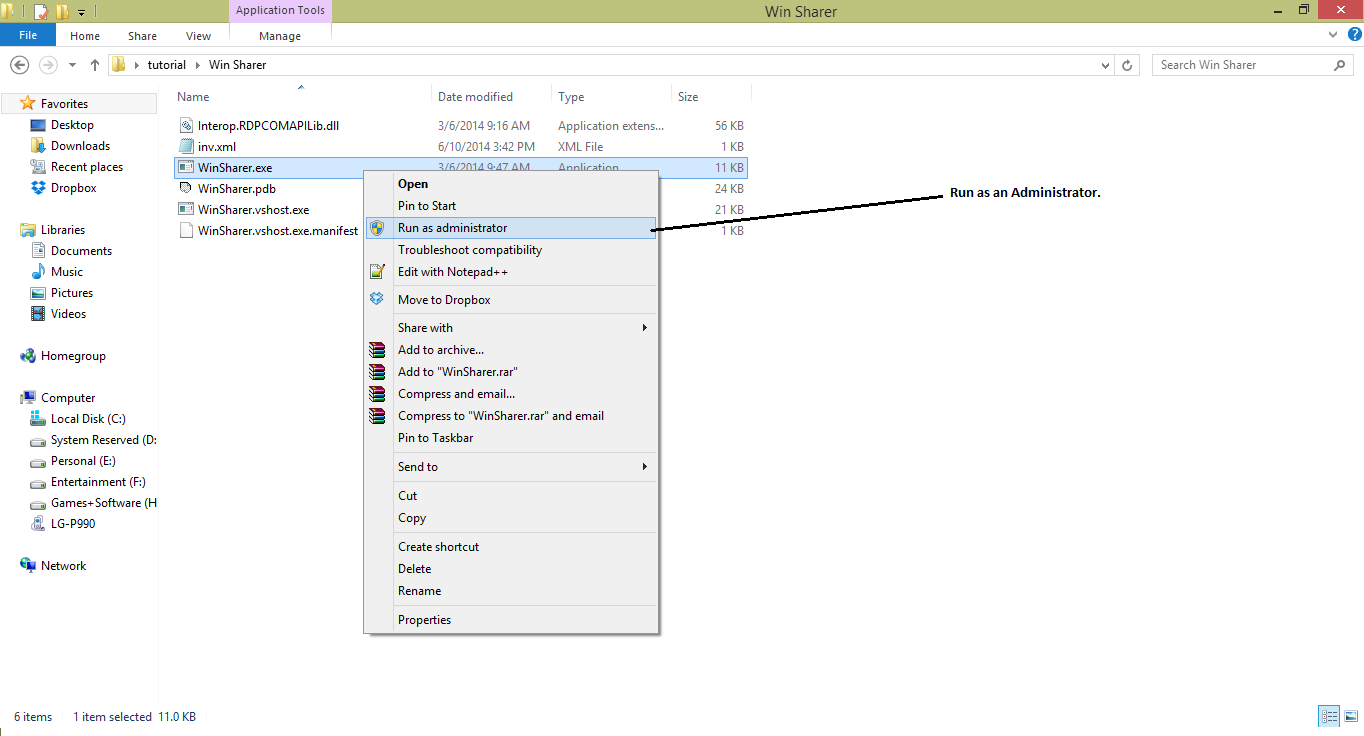 Application Tools
Win Sharer
File Home Share View Manage
tutorial Win Sharer
Search Win Sharer
Name Date modified Type Size
Interop.RDPCOMAPILib.dll 3/6/2014 9:16 AM Application extens... 56 KB
inv.xml 6/10/2014 3:42 PM XML File 1 KB
WinSharer.exe 3/6/2014 9:47 AM Application 11 KB
WinSharer.pdb 24 KB
WinSharer.vshost.exe 21 KB
WinSharer.vshost.exe.manifest 1 KB
Favorites
Desktop
Downloads
Recent places
Dropbox
Libraries
Documents
Music
Pictures
Videos
Homegroup
Computer
Local Disk (C:)
System Reserved (D:
Personal (E:)
Entertainment (F:)
Games+Software (H
LG-P990
Network
Open
Pin to Start
Run as administrator
Troubleshoot compatibility
Edit with Notepad++
Move to Dropbox
Share with
Add to archive...
Add to "WinSharer.rar"
Compress and email...
Compress to "WinSharer.rar" and email
Pin to Taskbar
Send to
Cut
Copy
Create shortcut
Delete
Rename
Properties
Run as an Administrator.
6 items 1 item selected 11.0 KB